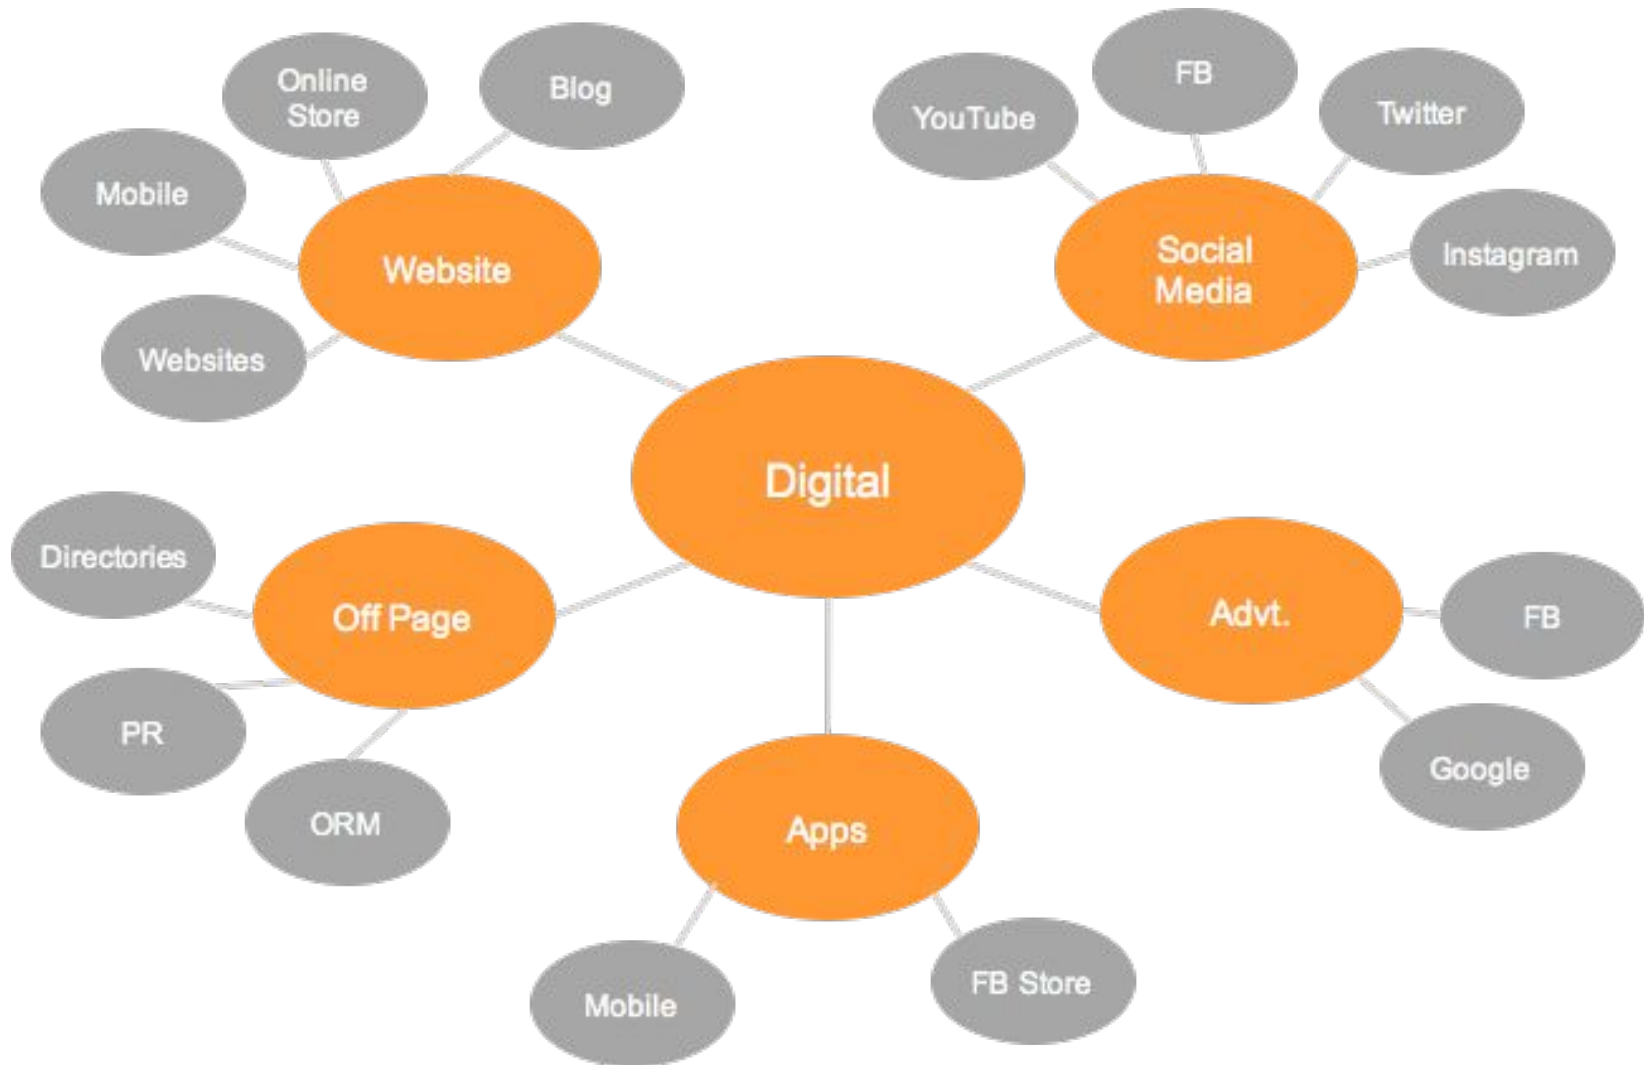 Online
Store
Blog
Mobile
Website
Websites
YouTube
FB
Twitter
Social
Media
Instagram
Digital
Directories
Off Page
PR
ORM
Advt.
FB
Google
Apps
Mobile
FB Store